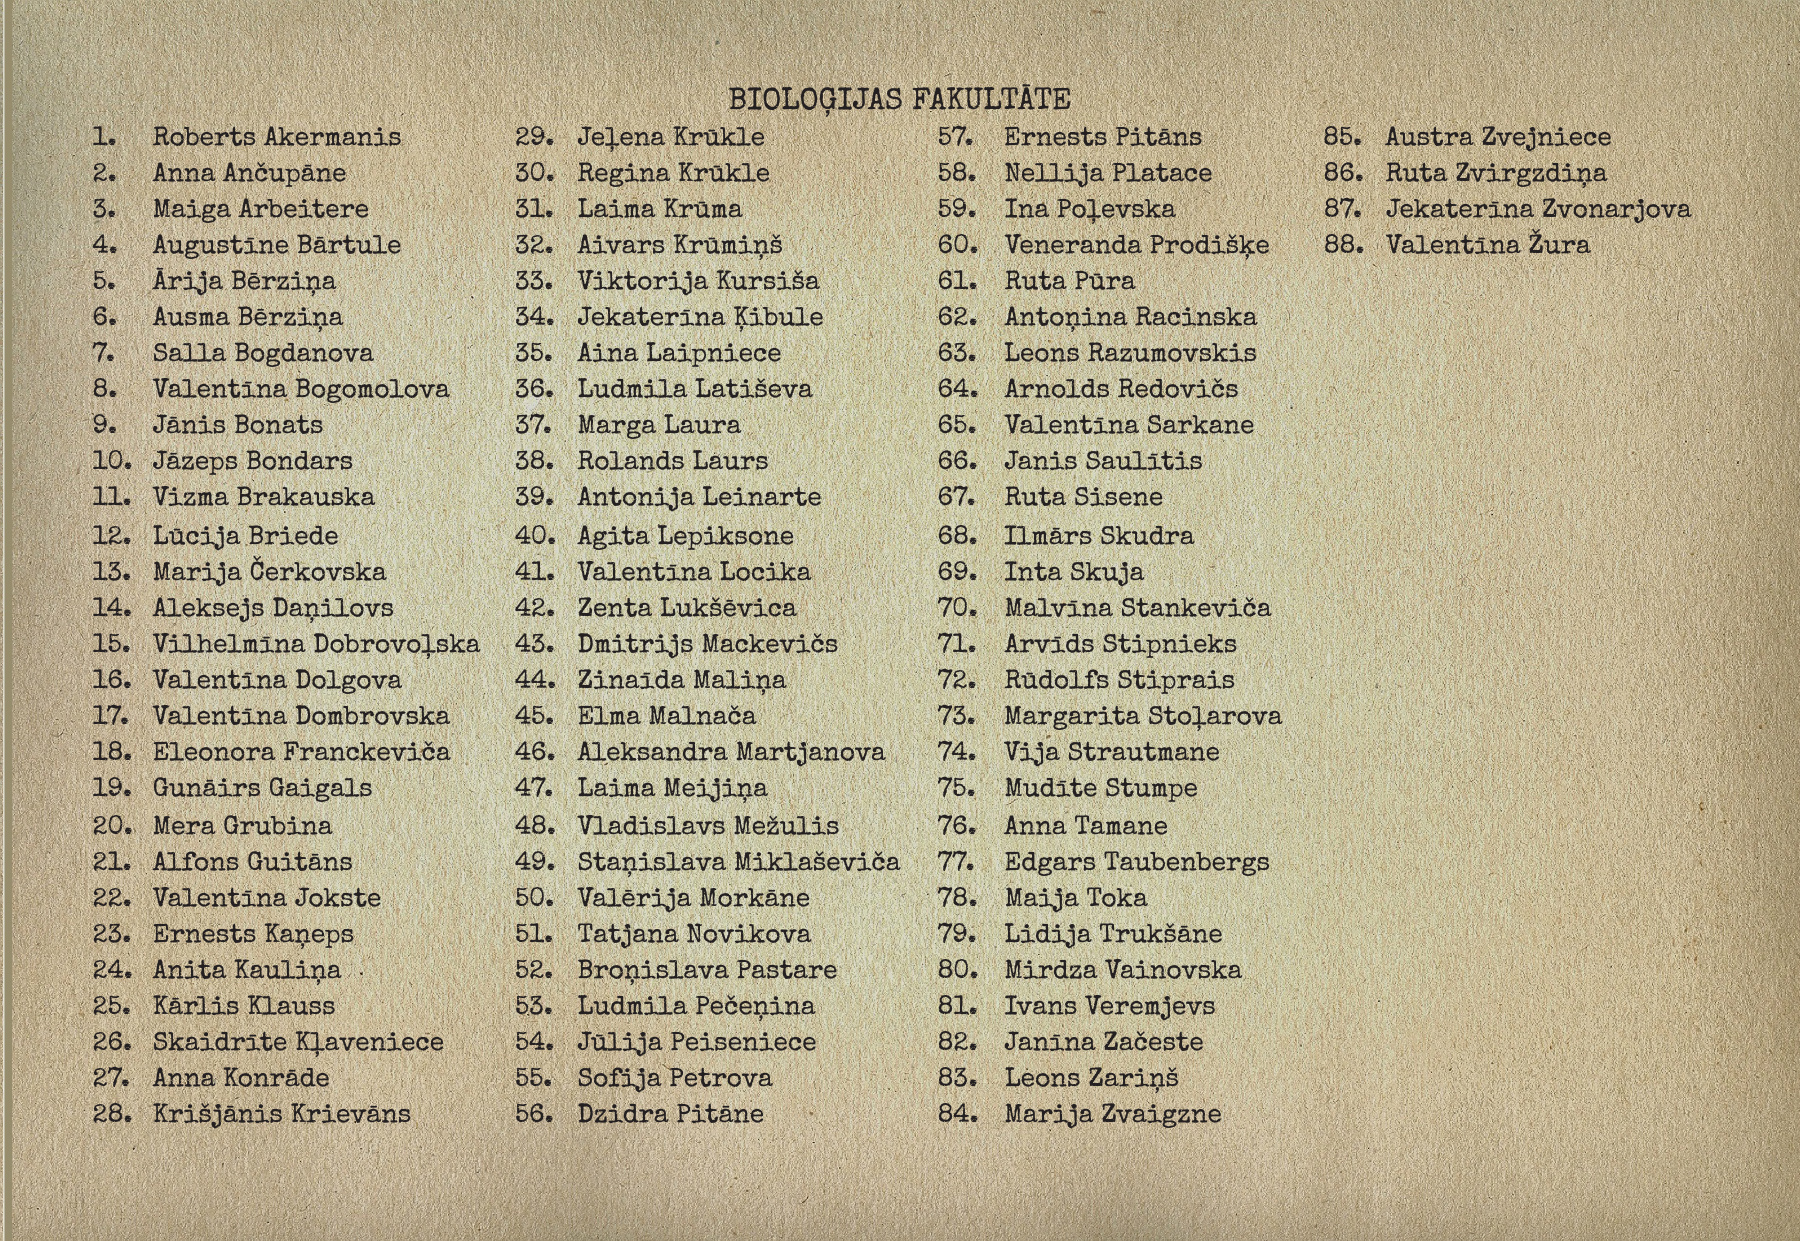 BIOLOĢIJAS FAKULTĀTE
1. Roberts Akermanis
2. Anna Ančupāne
3. Maiga Arbeitere
4. Augustīne Bārtule
5. Ārija Bērziņa
6. Ausma Bērziņa
7. Salla Bogdanova
8. Valentīna Bogomolova
9. Jānis Bonats
10. Jāzeps Bondars
11. Vizma Brakauska
12. Lūcija Briede
13. Marija Čerkovska
14. Aleksejs Daņilovs
15. Vilhelmīna Dobrovoļska
16. Valentīna Dolgova
17. Valentīna Dombrovska
18. Eleonora Franckeviča
19. Gunāirs Gaigals
20. Mera Grubina
21. Alfons Guitāns
22. Valentīna Jokste
23. Ernests Kaņeps
24. Anita Kauliņa
25. Kārlis Klauss
26. Skaidrīte Kļaveniece
27. Anna Konrāde
28. Krišjānis Krievāns
29. Jeļena Krūkle
30. Regina Krūkle
31. Laima Krūma
32. Aivars Krūmiņš
33. Viktorija Kursiša
34. Jekaterīna Ķibule
35. Aina Laipniece
36. Ludmila Latiševa
37. Marga Laura
38. Rolands Laurs
39. Antonija Leinarte
40. Agita Lepiksone
41. Valentīna Locika
42. Zenta Lukšēvica
43. Dmitrijs Mackevičs
44. Zinaīda Maliņa
45. Elma Malnača
46. Aleksandra Martjanova
47. Laima Meijiņa
48. Vladislavs Mežulis
49. Staņislava Miklaševiča
50. Valērija Morkāne
51. Tatjana Novikova
52. Broņislava Pastare
53. Ludmila Pečeņina
54. Jūlija Peiseniece
55. Sofija Petrova
56. Dzidra Pitāne
57. Ernests Pitāns
58. Nellija Platace
59. Ina Poļevska
60. Veneranda Prodišķe
61. Ruta Pūra
62. Antoņina Racinska
63. Leons Razumovskis
64. Arnolds Redovičs
65. Valentīna Sarkane
66. Janis Saulītis
67. Ruta Sisene
68. Ilmārs Skudra
69. Inta Skuja
70. Malvīna Stankeviča
71. Arvīds Stipnieks
72. Rūdolfs Stiprais
73. Margarita Stoļarova
74. Vija Strautmane
75. Mudīte Stumpe
76. Anna Tamane
77. Edgars Taubenbergs
78. Maija Toka
79. Lidija Trukšāne
80. Mirdza Vainovska
81. Ivans Veremjevs
82. Janīna Začeste
83. Leons Zariņš
84. Marija Zvaigzne
85. Austra Zvejniece
86. Ruta Zvirgzdiņa
87. Jekaterīna Zvonarjova
88. Valentīna Žura